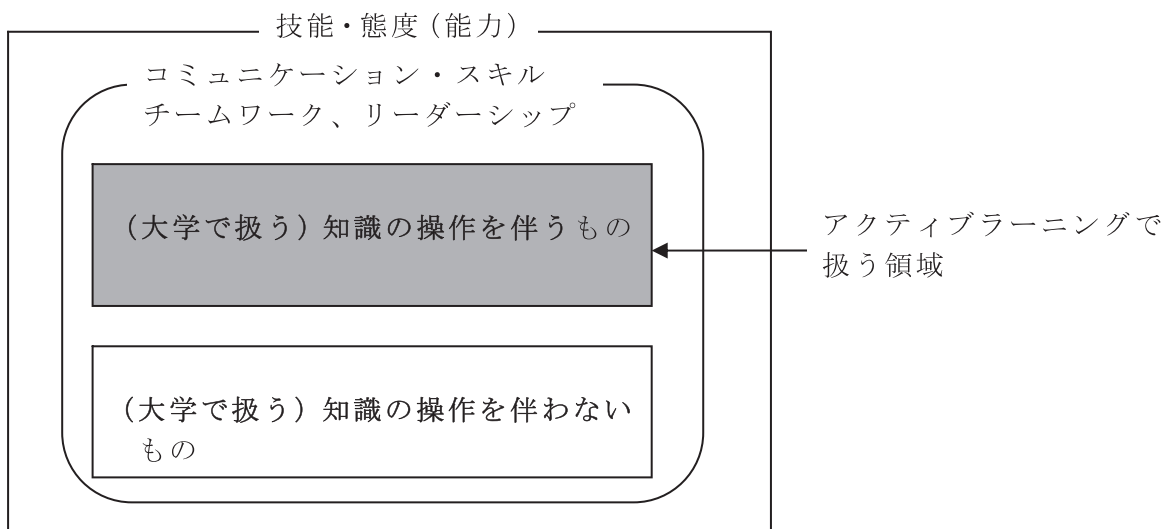 技能・態度（能力）
コミュニケーション・スキル
チームワーク、リーダーシップ
（大学で扱う）知識の操作を伴うもの
アクティブラーニングで
扱う領域
（大学で扱う）知識の操作を伴わない
もの